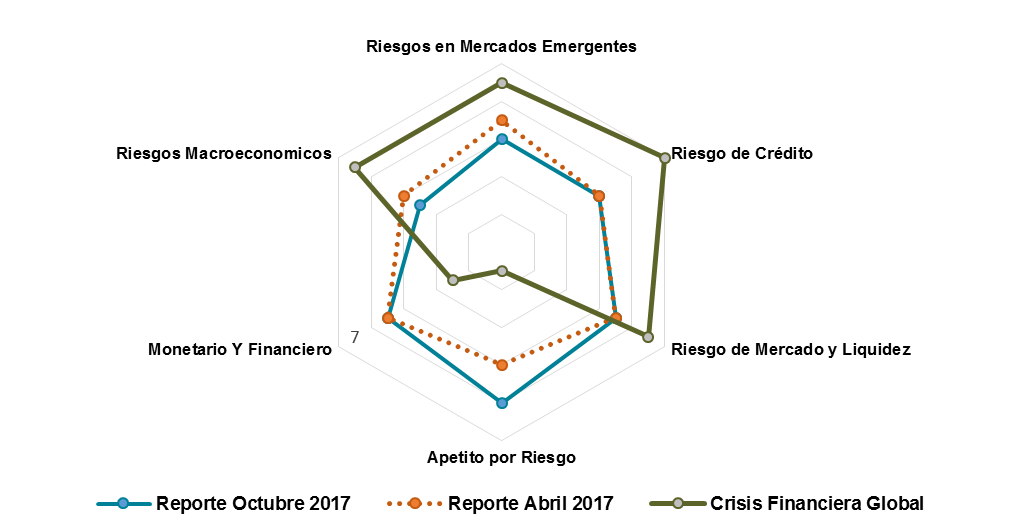 Riesgos en Mercados Emergentes
Riesgos Macroeconomicos
Riesgo de Crédito
7
Monetario Y Financiero
Riesgo de Mercado y Liquidez
Apetito por Riesgo
Reporte Octubre 2017
Reporte Abril 2017
Crisis Financiera Global